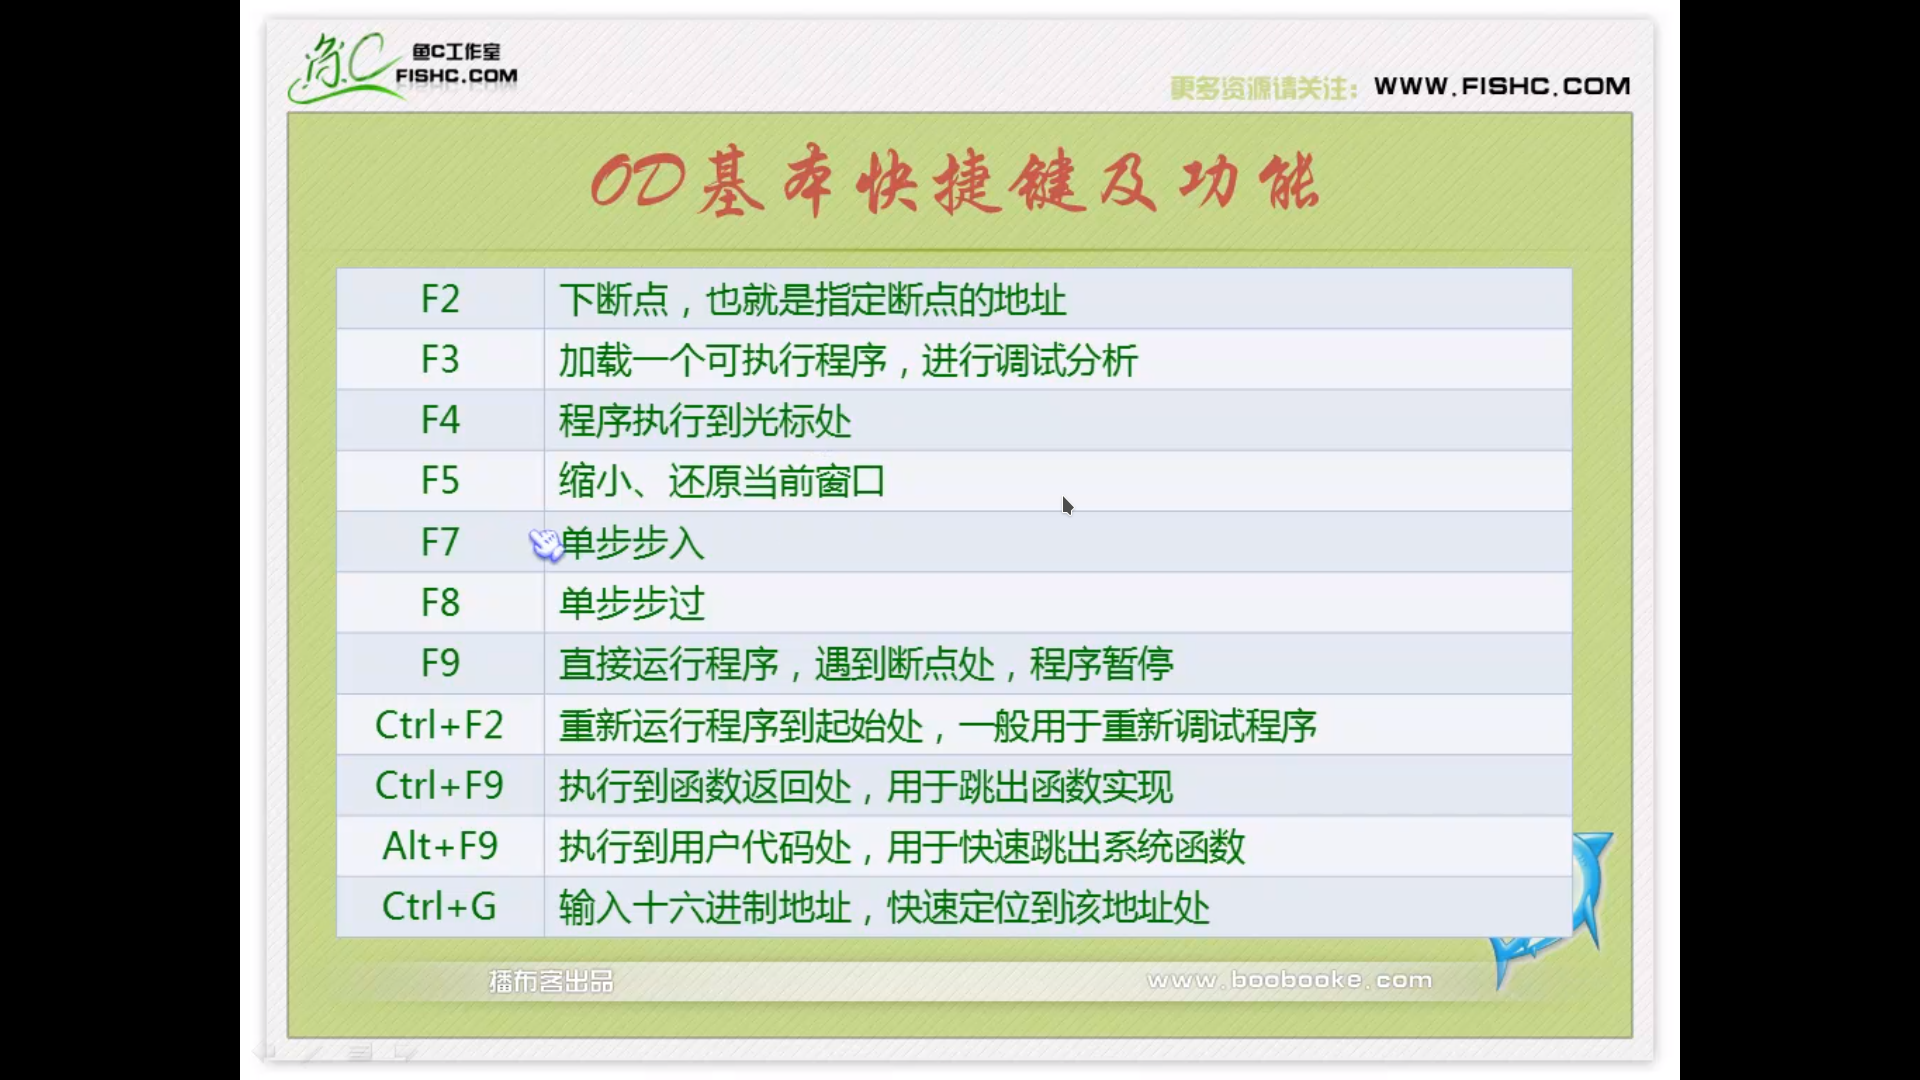 鱼C
鱼C工作室
FISHC.COM
更多资源请关注: WWW.FISHC.COM
OD基本快捷键及功能
F2 下断点，也就是指定断点的地址
F3 加载一个可执行程序，进行调试分析
F4 程序执行到光标处
F5 缩小、还原当前窗口
F7 单步步入
F8 单步步过
F9 直接运行程序，遇到断点处，程序暂停
Ctrl+F2 重新运行程序到起始处，一般用于重新调试程序
Ctrl+F9 执行到函数返回处，用于跳出函数实现
Alt+F9 执行到用户代码处，用于快速跳出系统函数
Ctrl+G 输入十六进制地址，快速定位到该地址处
播布客出品 www.boobooke.com